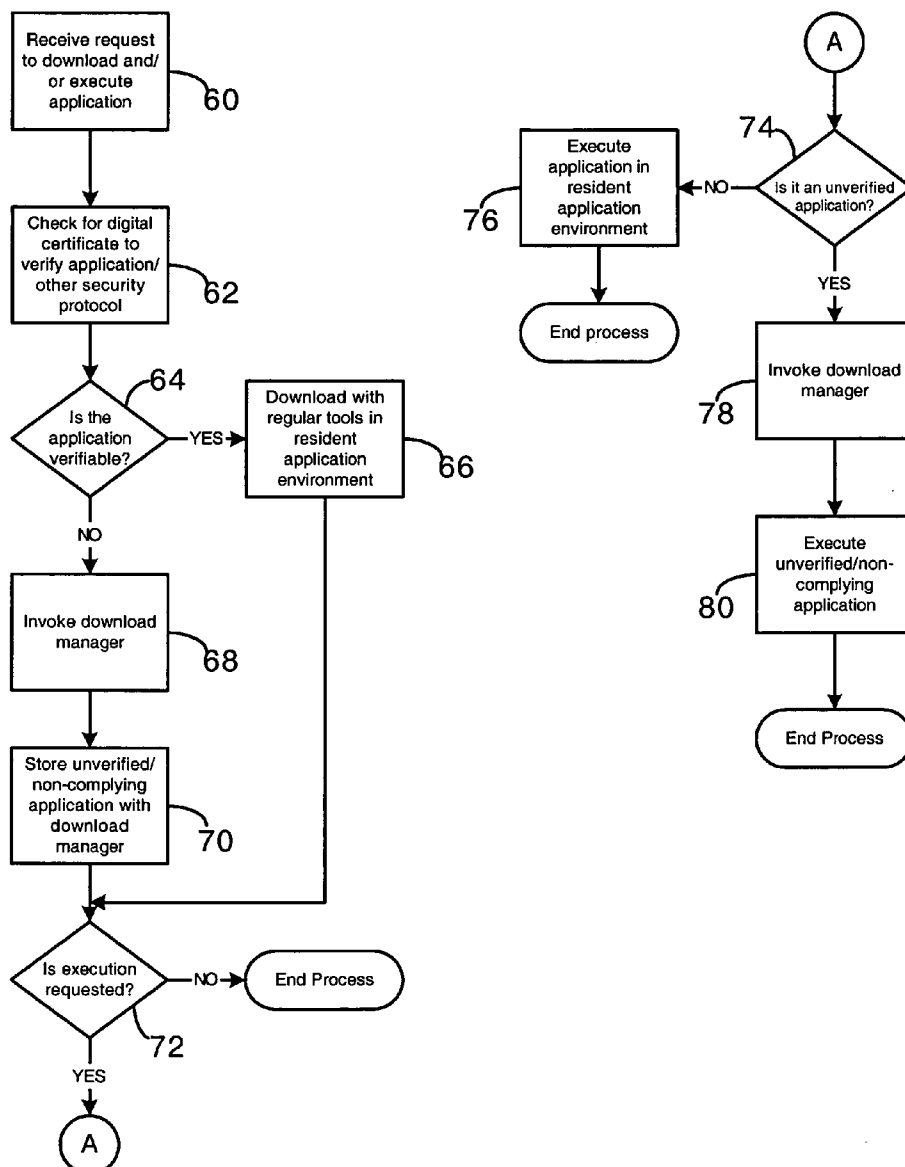 Receive request
to download and/
or execute
application
60
Check for digital
certificate to
verify application/
other security
protocol
62
64
Is the
application
verifiable?
YES
Download with
regular tools in
resident
application
environment
66
NO
Invoke download
manager
68
Store unverified/
non-complying
application with
download
manager
70
Is execution
requested?
NO
End Process
72
YES
A
A
74
Is it an unverified
application?
NO
Execute
application in
resident
application
environment
76
End process
YES
Invoke download
manager
78
Execute
unverified/non-
complying
application
80
End Process